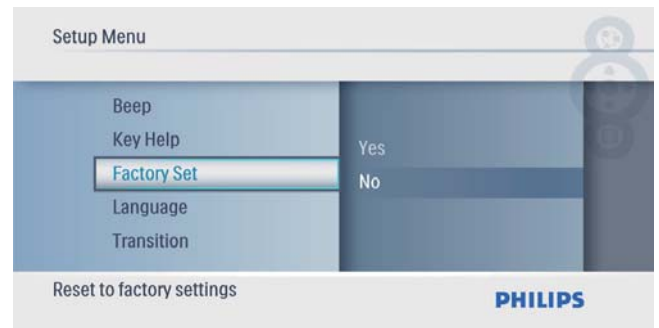 Setup Menu
Beep
Key Help
Factory Set
Language
Transition
Yes
No
Reset to factory settings
PHILIPS